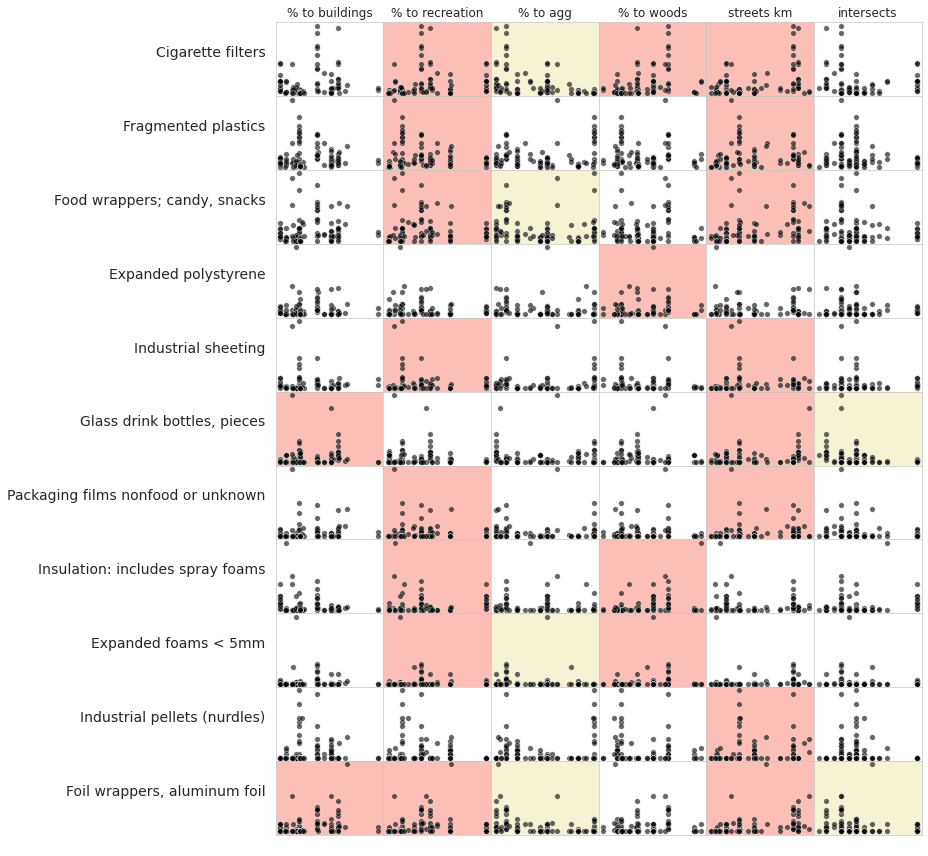 % to buildings % to recreation % to agg % to woods streets km intersects
Cigarette filters
Fragmented plastics
Food wrappers; candy, snacks
Expanded polystyrene
Industrial sheeting
Glass drink bottles, pieces
Packaging films nonfood or unknown
Insulation: includes spray foams
Expanded foams < 5mm
Industrial pellets (nurdles)
Foil wrappers, aluminum foil